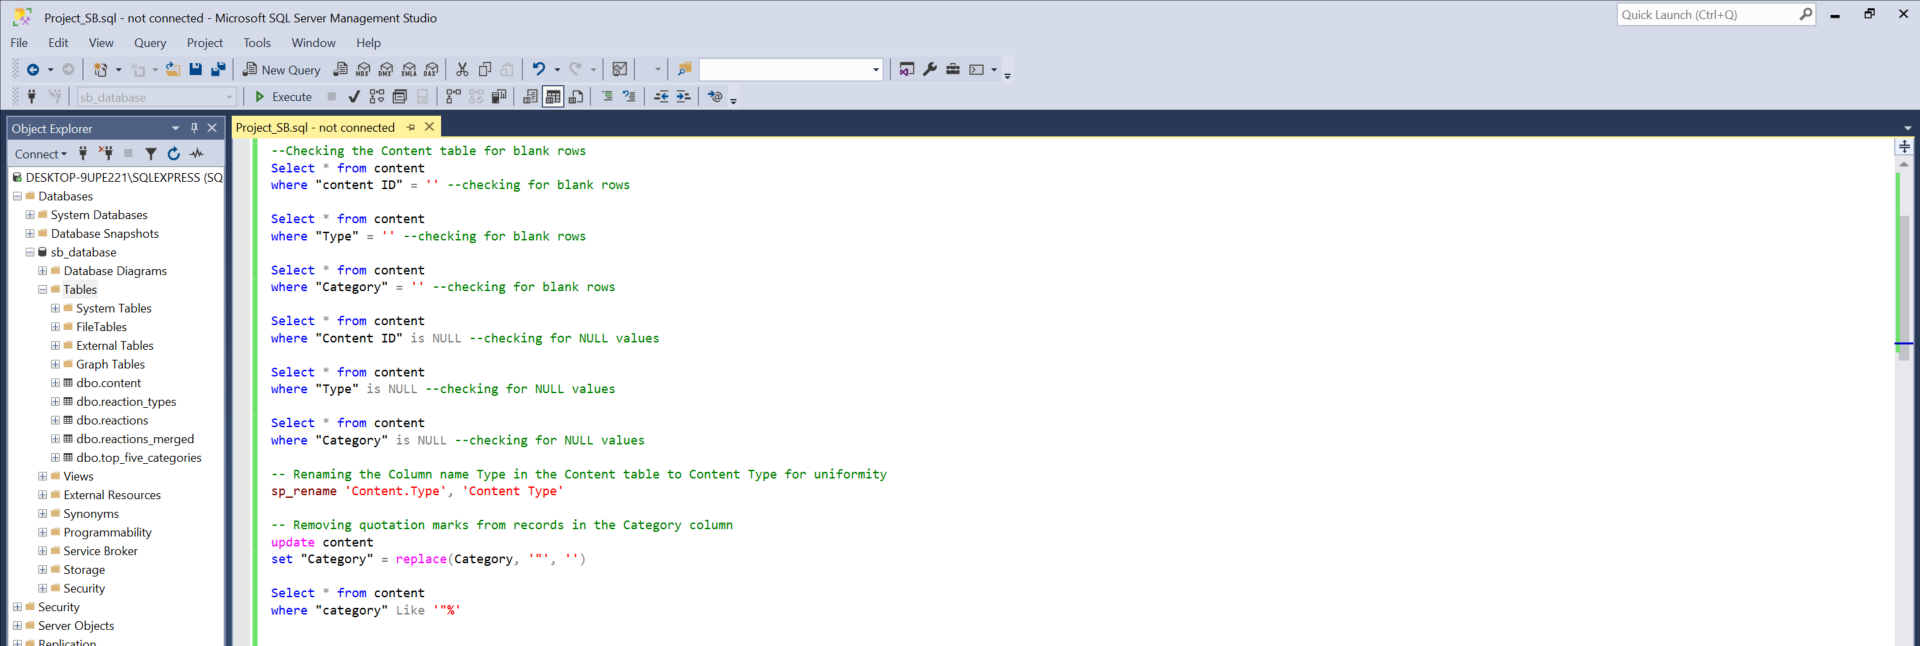 Project_SB.sql - not connected - Microsoft SQL Server Management Studio
Quick Launch (Ctrl+Q)
File Edit View Query Project Tools Window Help
New Query MDX DMX XMLA DAX
sb_database Execute
Object Explorer
Project_SB.sql - not connected
Connect
DESKTOP-9UPE221\SQLEXPRESS (SQ
Databases
System Databases
Database Snapshots
sb_database
Database Diagrams
Tables
System Tables
FileTables
External Tables
Graph Tables
dbo.content
dbo.reaction_types
dbo.reactions
dbo.reactions_merged
dbo.top_five_categories
Views
External Resources
Synonyms
Programmability
Service Broker
Storage
Security
Security
Server Objects
Replication
--Checking the Content table for blank rows
Select * from content
where "content ID" = '' --checking for blank rows
Select * from content
where "Type" = '' --checking for blank rows
Select * from content
where "Category" = '' --checking for blank rows
Select * from content
where "Content ID" is NULL --checking for NULL values
Select * from content
where "Type" is NULL --checking for NULL values
Select * from content
where "Category" is NULL --checking for NULL values
-- Renaming the Column name Type in the Content table to Content Type for uniformity
sp_rename 'Content.Type', 'Content Type'
-- Removing quotation marks from records in the Category column
update content
set "Category" = replace(Category, '"', '')
Select * from content
where "category" Like '"%'